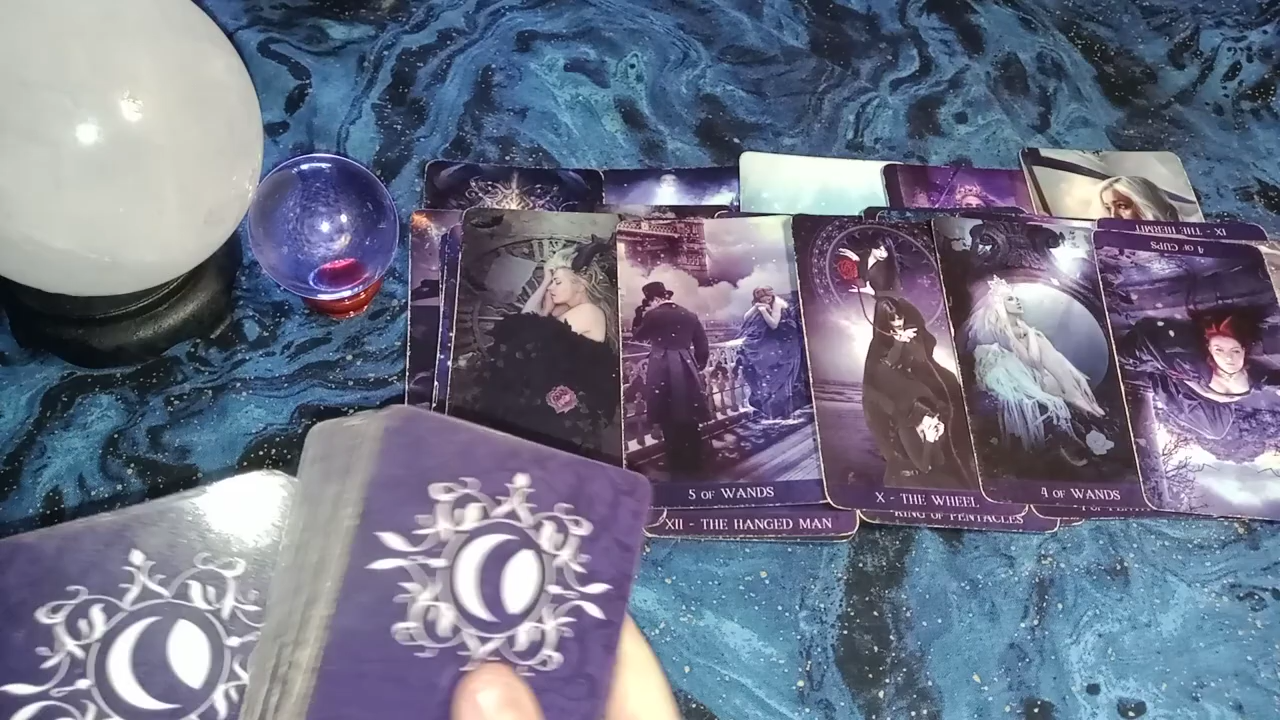 IX - THE HERMIT
4 OF CUPS
5 OF WANDS
X - THE WHEEL
4 OF WANDS
XII - THE HANGED MAN
KING OF PENTACLES